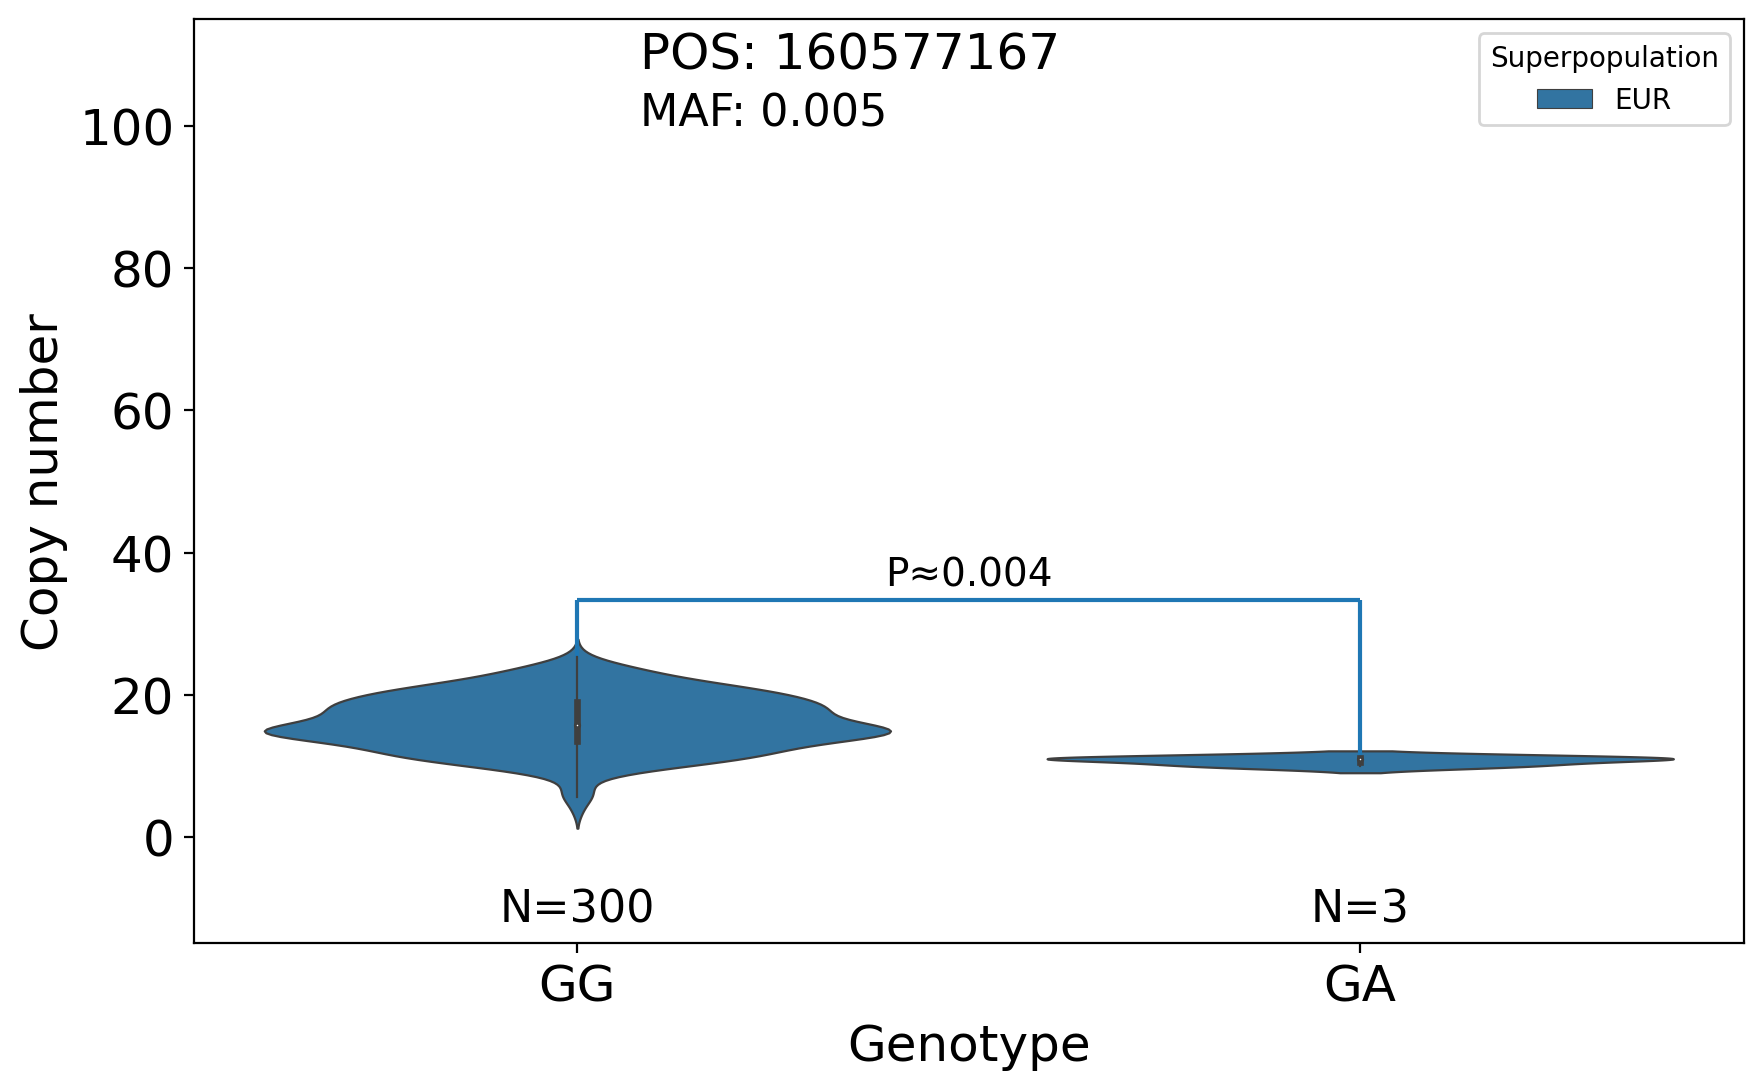 POS: 160577167
MAF: 0.005
Superpopulation
EUR
Copy number
100
80
60
40
20
0
P≈0.004
N=300
N=3
GG
GA
Genotype